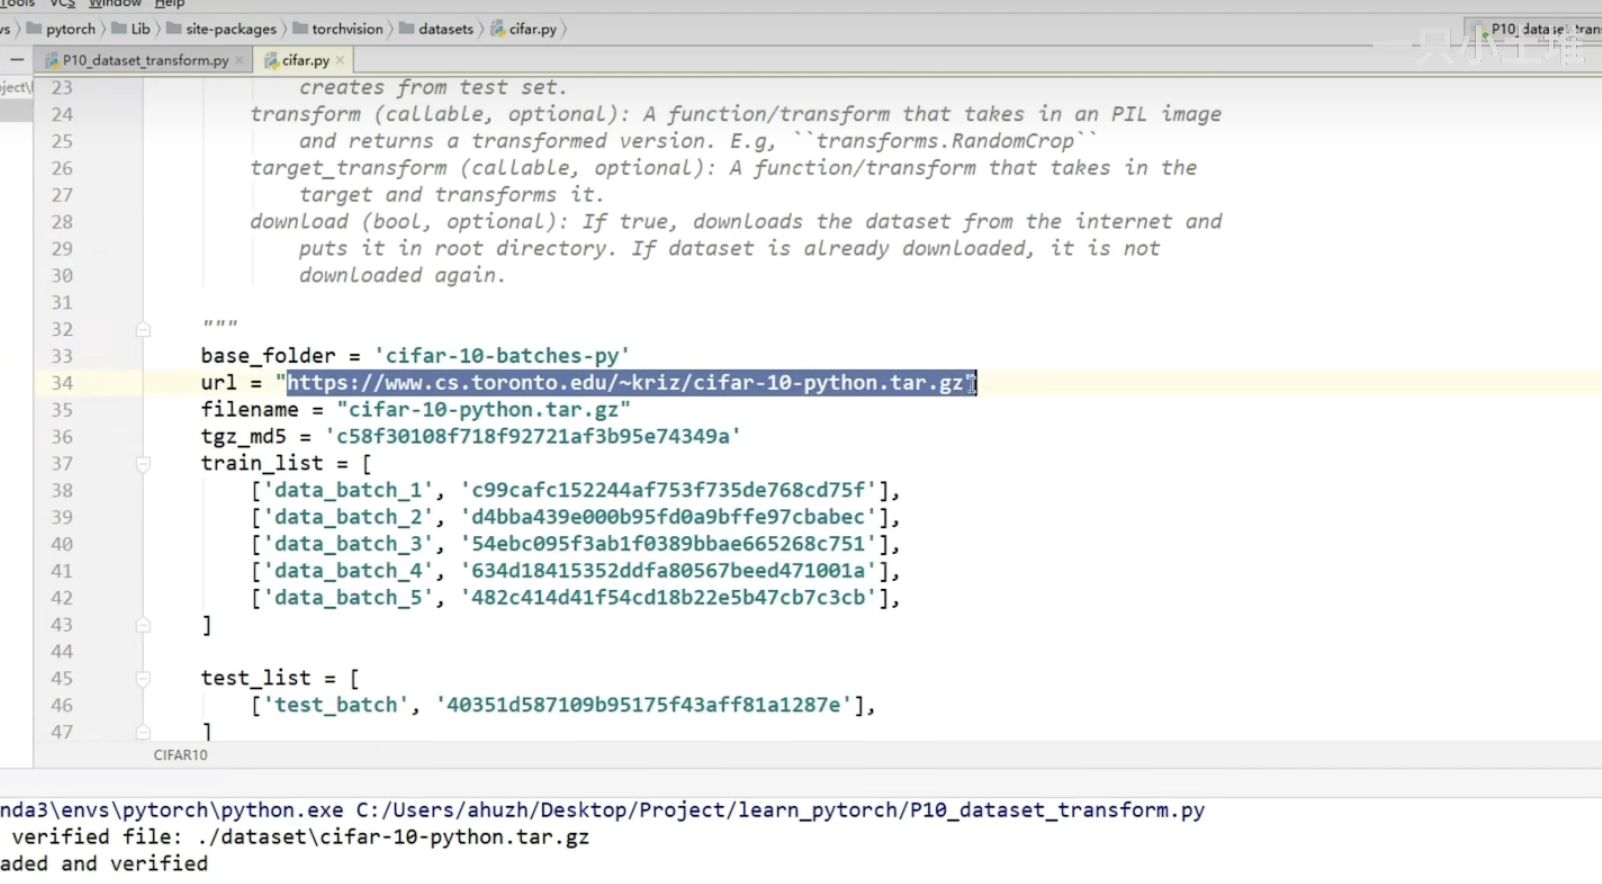 Tools VCS Window Help
pytorch Lib site-packages torchvision datasets cifar.py
一只小土堆
P10_dataset_transform.py cifar.py
23 creates from test set.
24 transform (callable, optional): A function/transform that takes in an PIL image
25 and returns a transformed version. E.g, ``transforms.RandomCrop``
26 target_transform (callable, optional): A function/transform that takes in the
27 target and transforms it.
28 download (bool, optional): If true, downloads the dataset from the internet and
29 puts it in root directory. If dataset is already downloaded, it is not
30 downloaded again.
31
32 """
33 base_folder = 'cifar-10-batches-py'
34 url = "https://www.cs.toronto.edu/~kriz/cifar-10-python.tar.gz"
35 filename = "cifar-10-python.tar.gz"
36 tgz_md5 = 'c58f30108f718f92721af3b95e74349a'
37 train_list = [
38 ['data_batch_1', 'c99cafc152244af753f735de768cd75f'],
39 ['data_batch_2', 'd4bba439e000b95fd0a9bffe97cbabec'],
40 ['data_batch_3', '54ebc095f3ab1f0389bbae665268c751'],
41 ['data_batch_4', '634d18415352ddfa80567beed471001a'],
42 ['data_batch_5', '482c414d41f54cd18b22e5b47cb7c3cb'],
43 ]
44
45 test_list = [
46 ['test_batch', '40351d587109b95175f43aff81a1287e'],
47 ]
CIFAR10
nda3\envs\pytorch\python.exe C:/Users/ahuzh/Desktop/Project/learn_pytorch/P10_dataset_transform.py
verified file: ./dataset\cifar-10-python.tar.gz
aded and verified